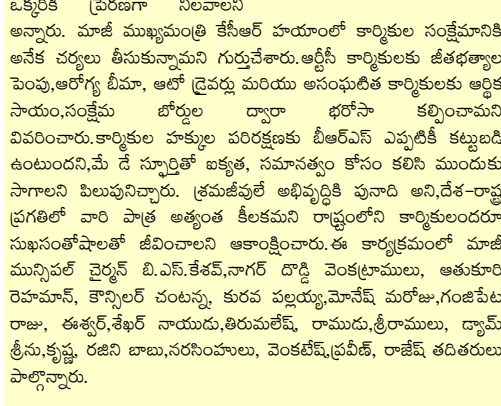 ఒక్కరికి ప్రేరణగా నిలవాలని
అన్నారు. మాజీ ముఖ్యమంత్రి కేసీఆర్ హయాంలో కార్మికుల సంక్షేమానికి
అనేక చర్యలు తీసుకున్నామని గుర్తుచేశారు.ఆర్టీసీ కార్మికులకు జీతభత్యాల
పెంపు,ఆరోగ్య బీమా, ఆటో డ్రైవర్లు మరియు అసంఘటిత కార్మికులకు ఆర్థిక
సాయం,సంక్షేమ బోర్డుల ద్వారా భరోసా కల్పించామని
వివరించారు.కార్మికుల హక్కుల పరిరక్షణకు బీఆర్ఎస్ ఎప్పటికీ కట్టుబడి
ఉంటుందని,మే డే స్ఫూర్తితో ఐక్యత, సమానత్వం కోసం కలిసి ముందుకు
సాగాలని పిలుపునిచ్చారు. శ్రమజీవులే అభివృద్ధికి పునాది అని,దేశ-రాష్ట్ర
ప్రగతిలో వారి పాత్ర అత్యంత కీలకమని రాష్ట్రంలోని కార్మికులందరూ
సుఖసంతోషాలతో జీవించాలని ఆకాంక్షించారు.ఈ కార్యక్రమంలో మాజీ
మున్సిపల్ చైర్మన్ బి.ఎస్.కేశవ్,నాగర్ దొడ్డి వెంకట్రాములు, ఆతుకూరి
రెహమాన్, కౌన్సిలర్ చంటన్న, కురవ పల్లయ్య,మోనేష్ మరోజు,గంజిపేట
రాజు, ఈశ్వర్,శేఖర్ నాయుడు,తిరుమలేష్, రాముడు,శ్రీరాములు, డ్యామ్
శ్రీను,కృష్ణ, రజిని బాబు,నరసింహులు, వెంకటేష్,ప్రవీణ్, రాజేష్ తదితరులు
పాల్గొన్నారు.